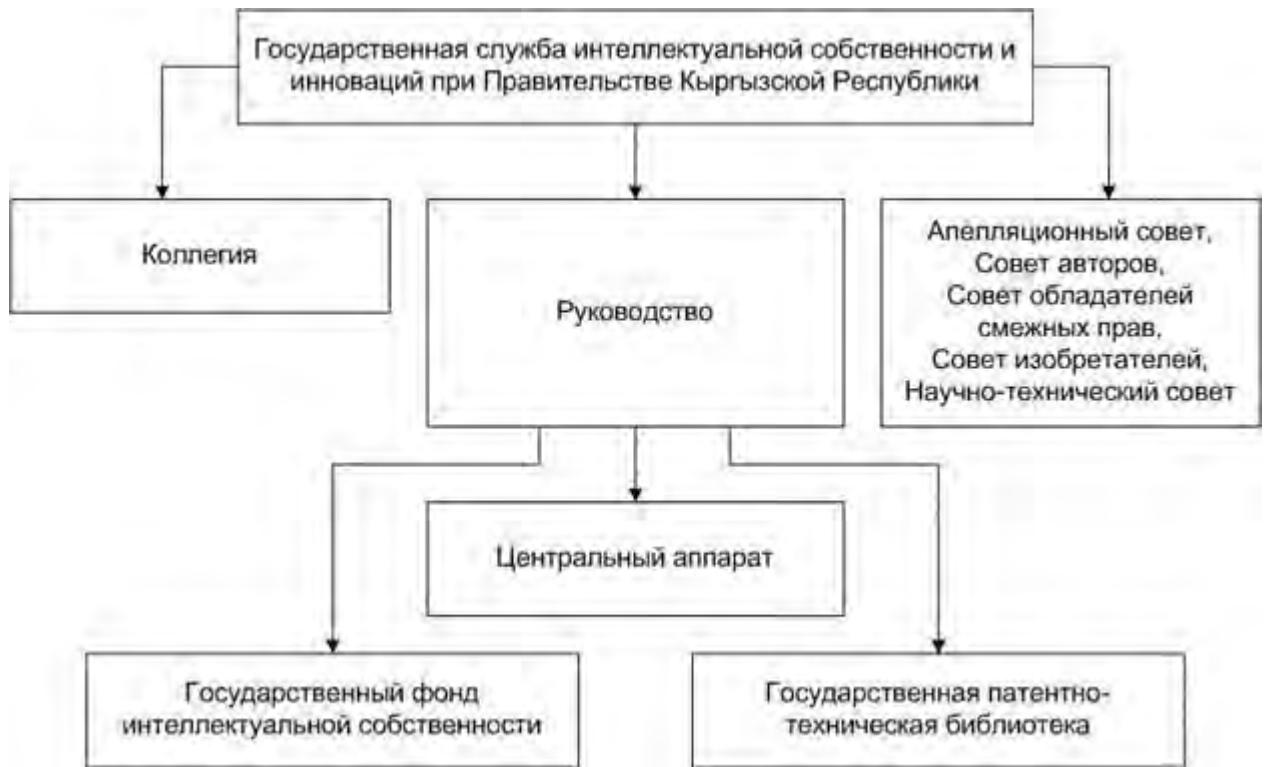 Государственная служба интеллектуальной собственности и
инноваций при Правительстве Кыргызской Республики
Коллегия
Руководство
Апелляционный совет,
Совет авторов,
Совет обладателей
смежных прав,
Совет изобретателей,
Научно-технический совет
Центральный аппарат
Государственный фонд
интеллектуальной собственности
Государственная патентно-
техническая библиотека